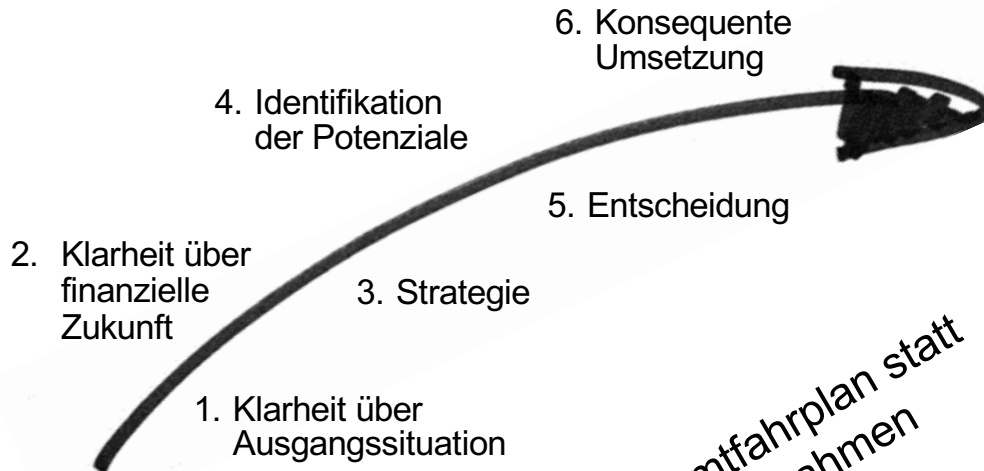 6. Konsequente
Umsetzung
4. Identifikation
der Potenziale
5. Entscheidung
2. Klarheit über
finanzielle
Zukunft
3. Strategie
1. Klarheit über
Ausgangssituation
statt